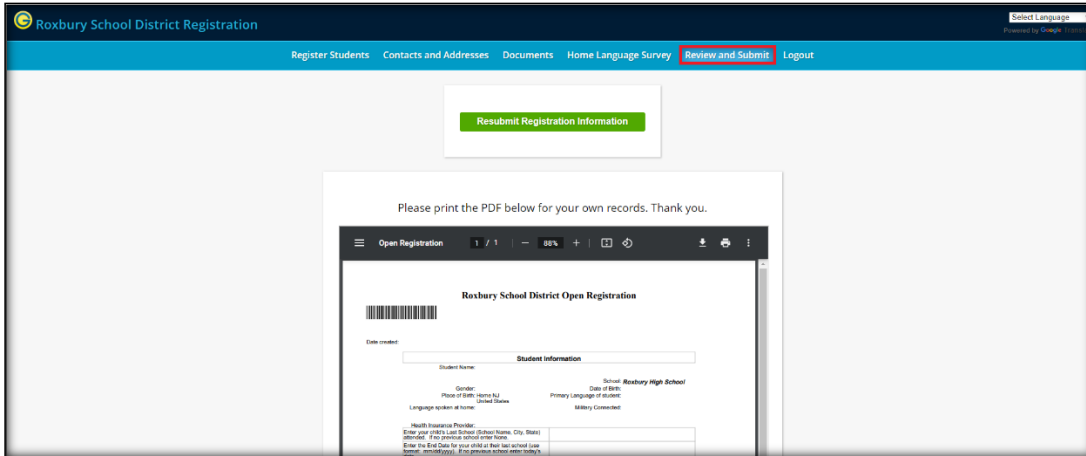 Roxbury School District Registration
Select Language
Powered by Google Trans
Register Students Contacts and Addresses Documents Home Language Survey Review and Submit Logout
Resubmit Registration Information
Please print the PDF below for your own records. Thank you.
Open Registration 1 / 1 88%
Roxbury School District Open Registration
Date created:
Student Information
Student Name:
School: Roxbury High School
Gender: Date of Birth:
Place of Birth: Home NJ Primary Language of student:
United States
Language spoken at home: Military Connected:
Health Insurance Provider:
Enter your child's Last School (School Name, City, State)
attended. If no previous school enter None.
Enter the End Date for your child at their last school (use
format: mm/dd/yyyy). If no previous school enter today's